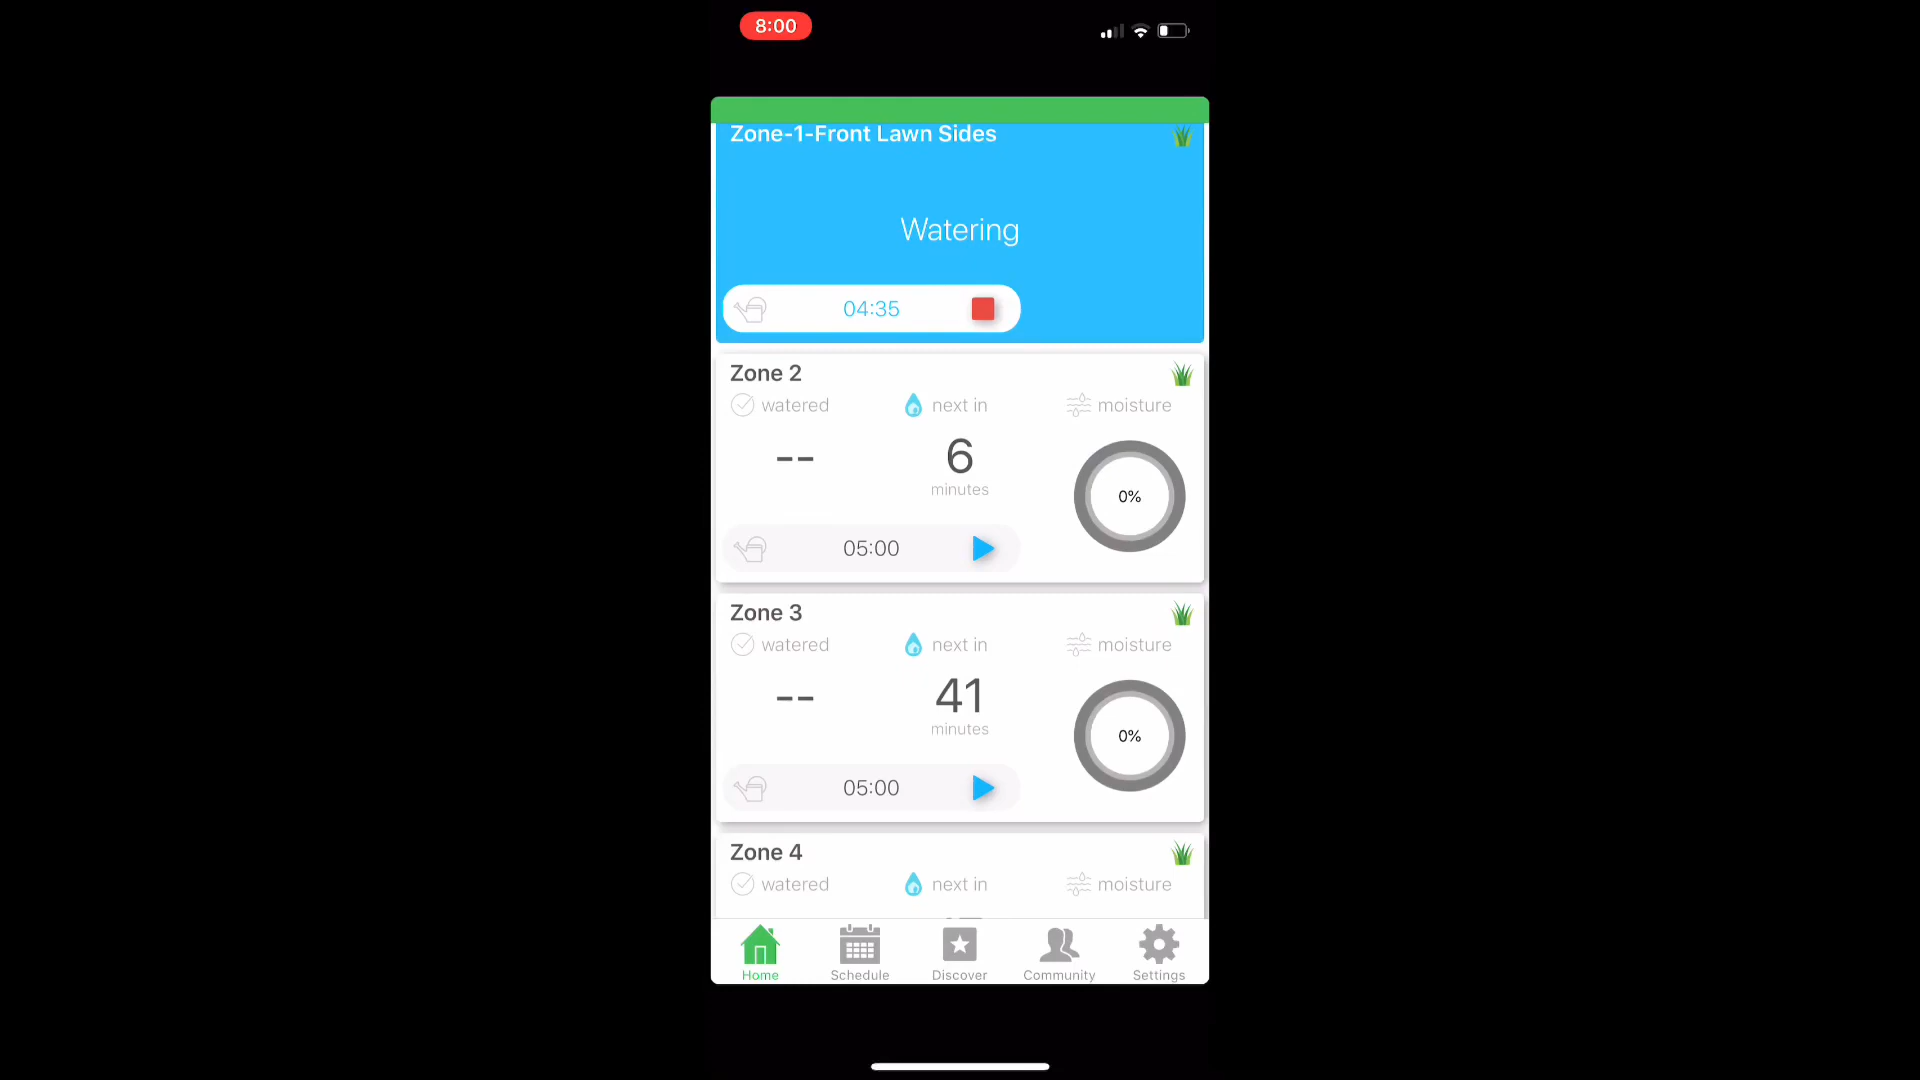 8:00
Zone-1-Front Lawn Sides
Watering
04:35
Zone 2
watered next in moisture
-- 6 0%
minutes
05:00
Zone 3
watered next in moisture
-- 41 0%
minutes
05:00
Zone 4
watered next in moisture
Home Schedule Discover Community Settings